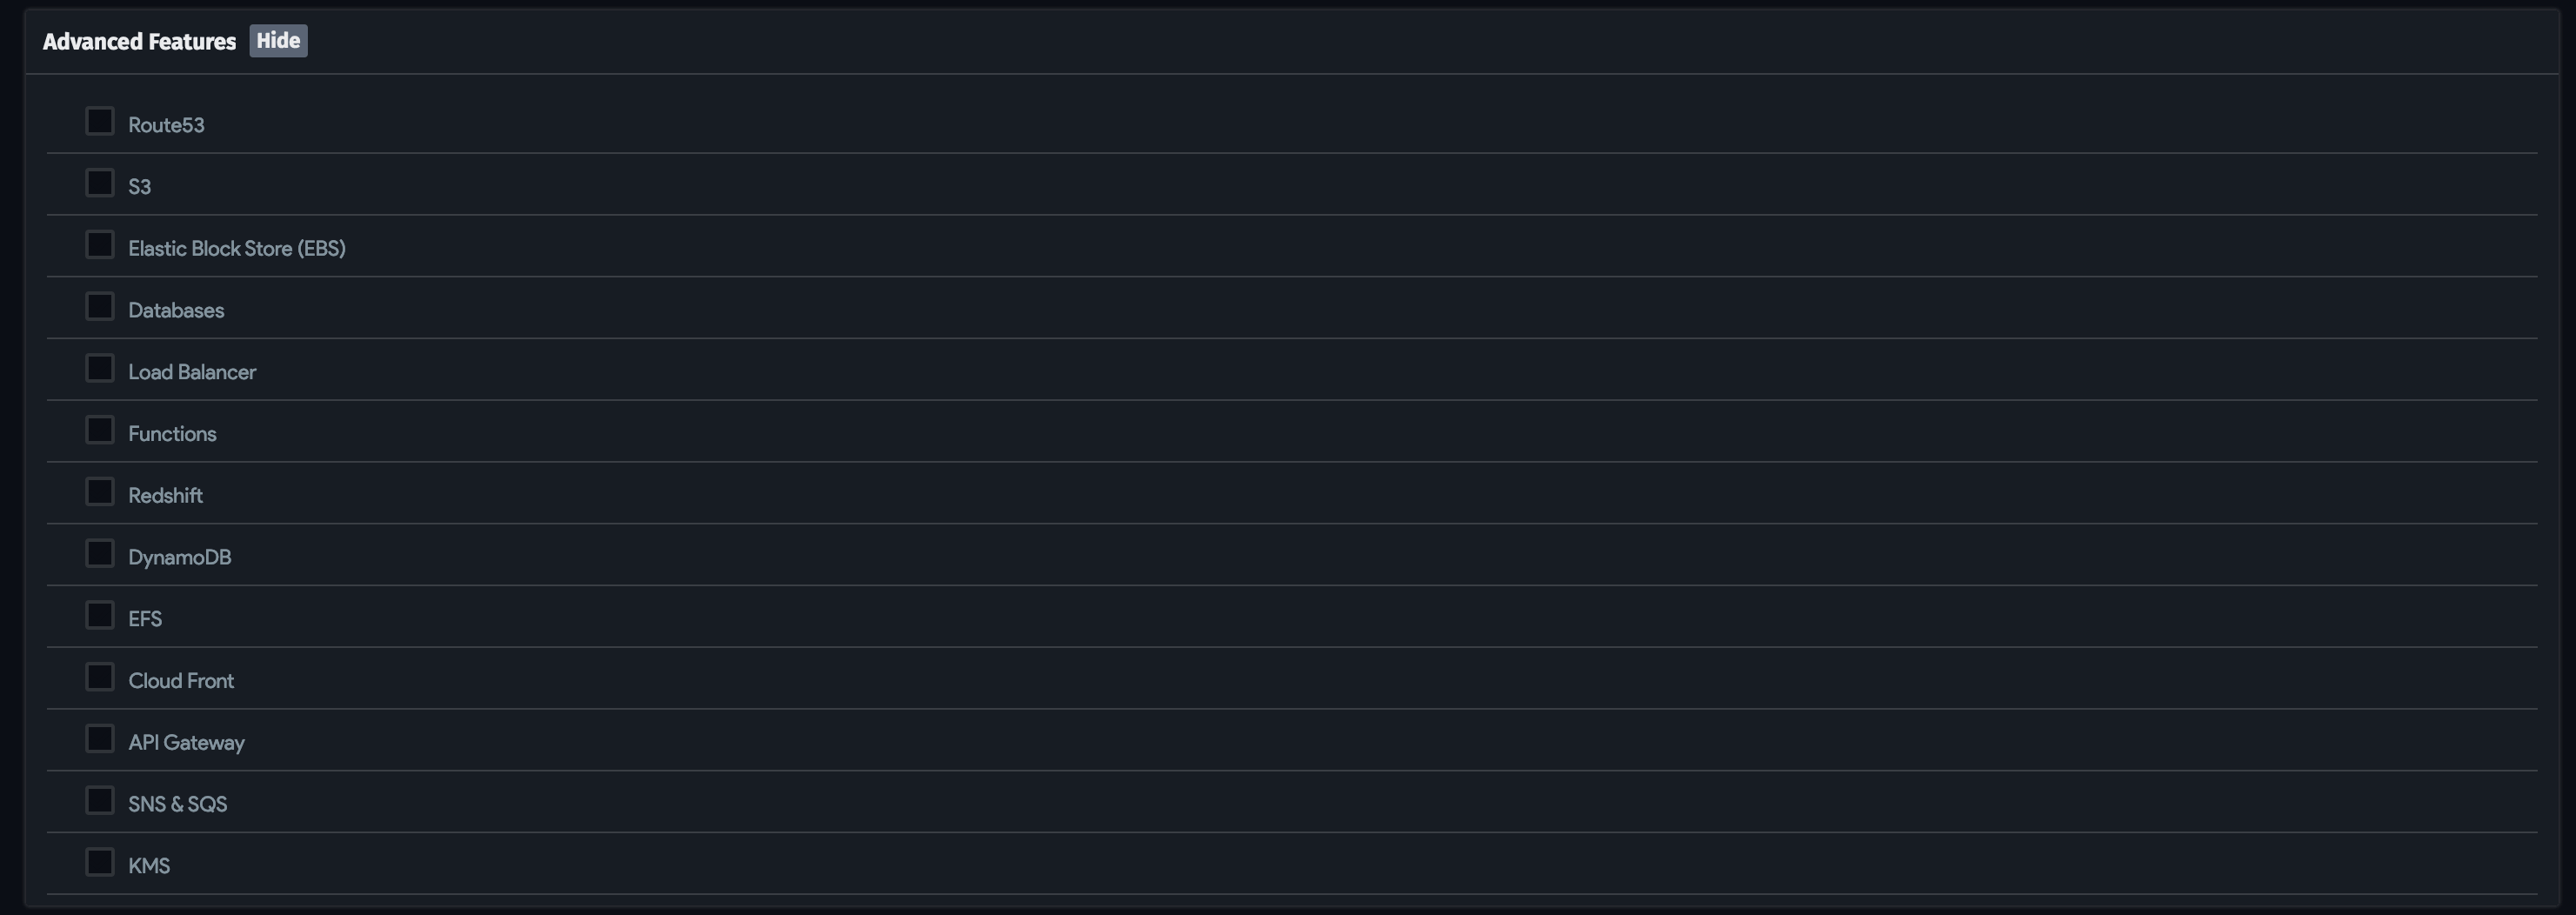 Advanced Features Hide
Route53
S3
Elastic Block Store (EBS)
Databases
Load Balancer
Functions
Redshift
DynamoDB
EFS
Cloud Front
API Gateway
SNS & SQS
KMS